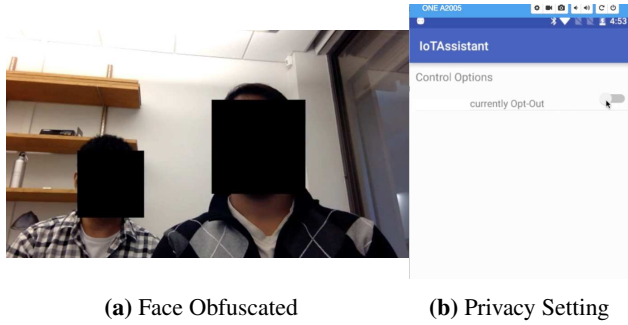 ONE A2005
4:53
IoTAssistant
Control Options
currently Opt-Out
(a) Face Obfuscated
(b) Privacy Setting